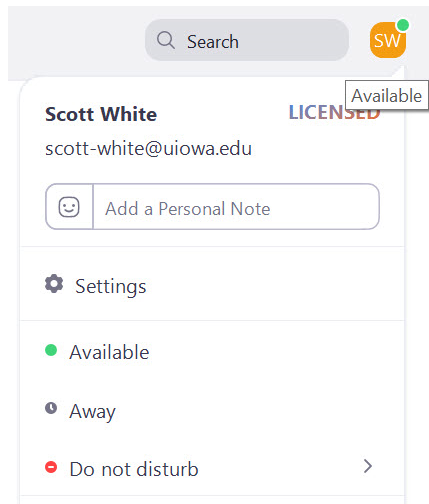 Search
SW
Available
Scott White
LICENSED
scott-white@uiowa.edu
Add a Personal Note
Settings
Available
Away
Do not disturb